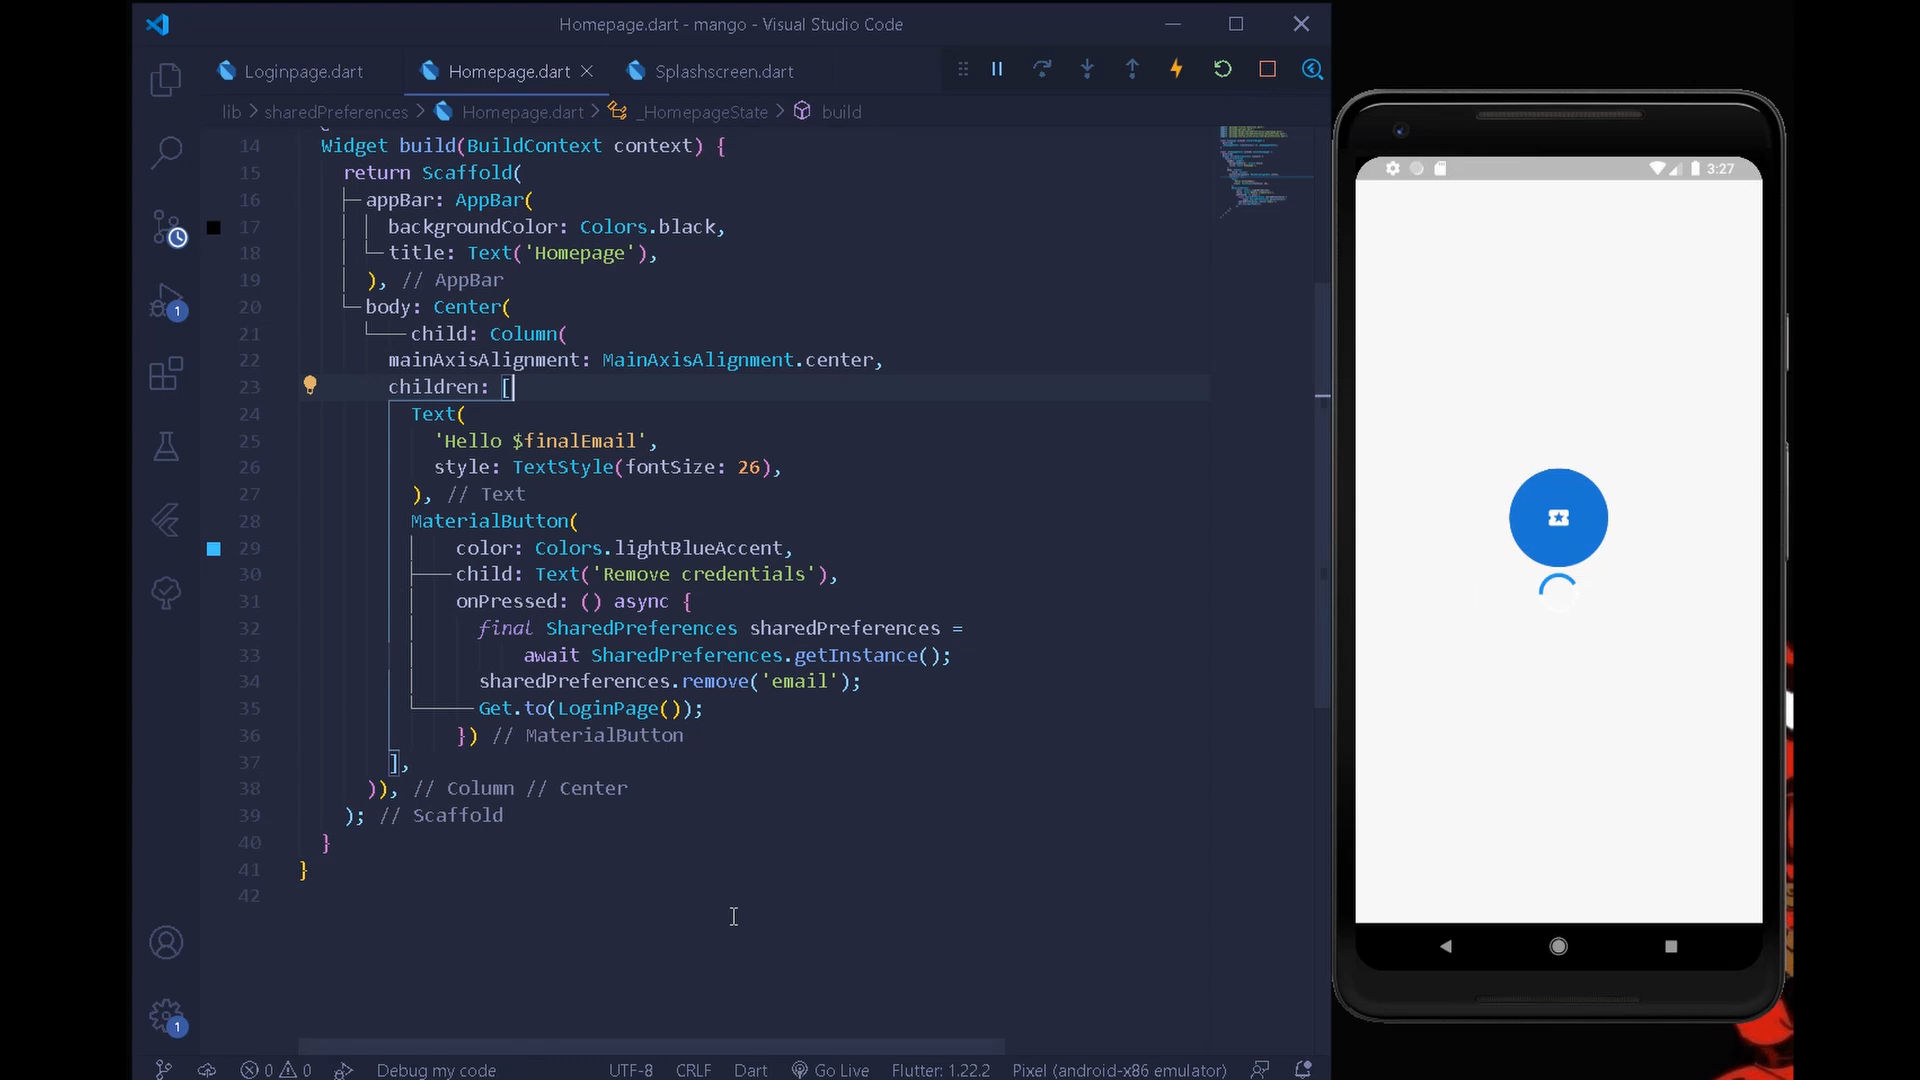 Homepage.dart - mango - Visual Studio Code
Loginpage.dart
Homepage.dart
Splashscreen.dart
lib > sharedPreferences > Homepage.dart > _HomepageState > build
14 Widget build(BuildContext context) {
15 return Scaffold(
16 appBar: AppBar(
17 backgroundColor: Colors.black,
18 title: Text('Homepage'),
19 ), // AppBar
20 body: Center(
21 child: Column(
22 mainAxisAlignment: MainAxisAlignment.center,
23 children: [
24 Text(
25 'Hello $finalEmail',
26 style: TextStyle(fontSize: 26),
27 ), // Text
28 MaterialButton(
29 color: Colors.lightBlueAccent,
30 child: Text('Remove credentials'),
31 onPressed: () async {
32 final SharedPreferences sharedPreferences =
33 await SharedPreferences.getInstance();
34 sharedPreferences.remove('email');
35 Get.to(LoginPage());
36 }) // MaterialButton
37 ],
38 )), // Column // Center
39 ); // Scaffold
40 }
41 }
42
1
1
3:27
0 0 Debug my code UTF-8 CRLF Dart Go Live Flutter: 1.22.2 Pixel (android-x86 emulator)